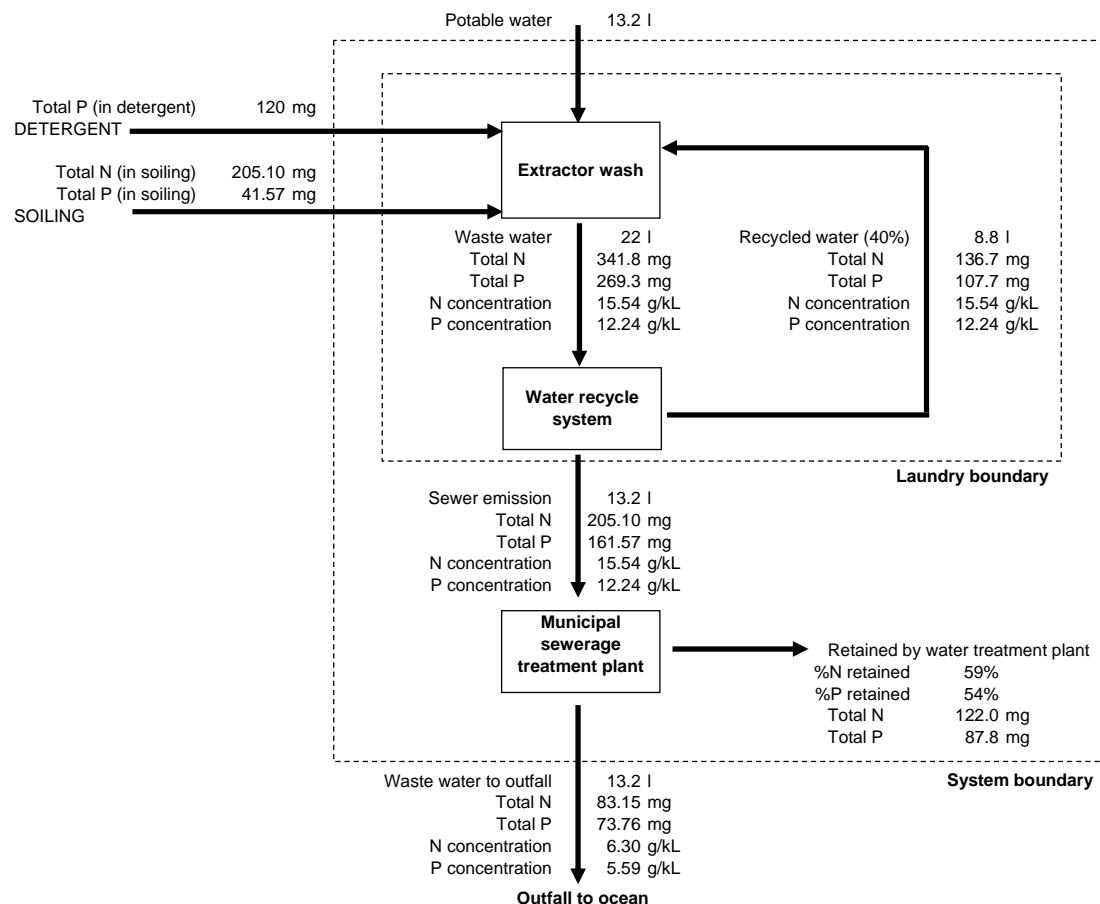 Potable water 13.2 l
Total P (in detergent) 120 mg
DETERGENT
Total N (in soiling) 205.10 mg
Total P (in soiling) 41.57 mg
SOILING
Extractor wash
Waste water 22 l
Total N 341.8 mg
Total P 269.3 mg
N concentration 15.54 g/kL
P concentration 12.24 g/kL
Recycled water (40%) 8.8 l
Total N 136.7 mg
Total P 107.7 mg
N concentration 15.54 g/kL
P concentration 12.24 g/kL
Water recycle
system
Laundry boundary
Sewer emission 13.2 l
Total N 205.10 mg
Total P 161.57 mg
N concentration 15.54 g/kL
P concentration 12.24 g/kL
Municipal
sewerage
treatment plant
Retained by water treatment plant
%N retained 59%
%P retained 54%
Total N 122.0 mg
Total P 87.8 mg
System boundary
Waste water to outfall 13.2 l
Total N 83.15 mg
Total P 73.76 mg
N concentration 6.30 g/kL
P concentration 5.59 g/kL
Outfall to ocean